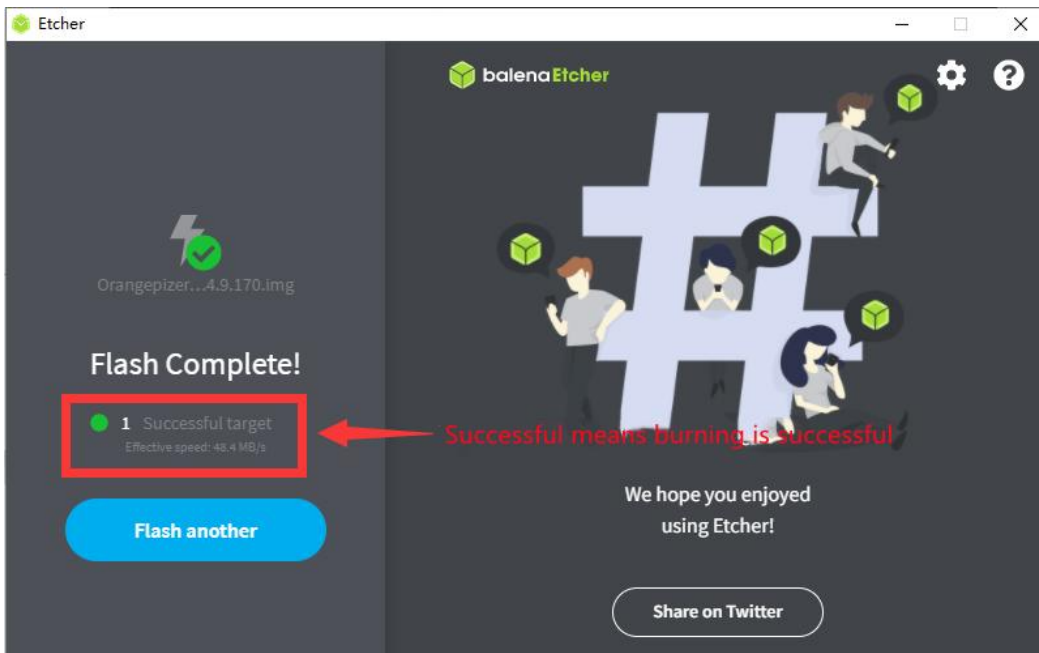 Etcher
balenaEtcher
Orangepizer...4.9.170.img
Flash Complete!
1 Successful target
Effective speed: 48.4 MB/s
Successful means burning is successful
Flash another
We hope you enjoyed
using Etcher!
Share on Twitter